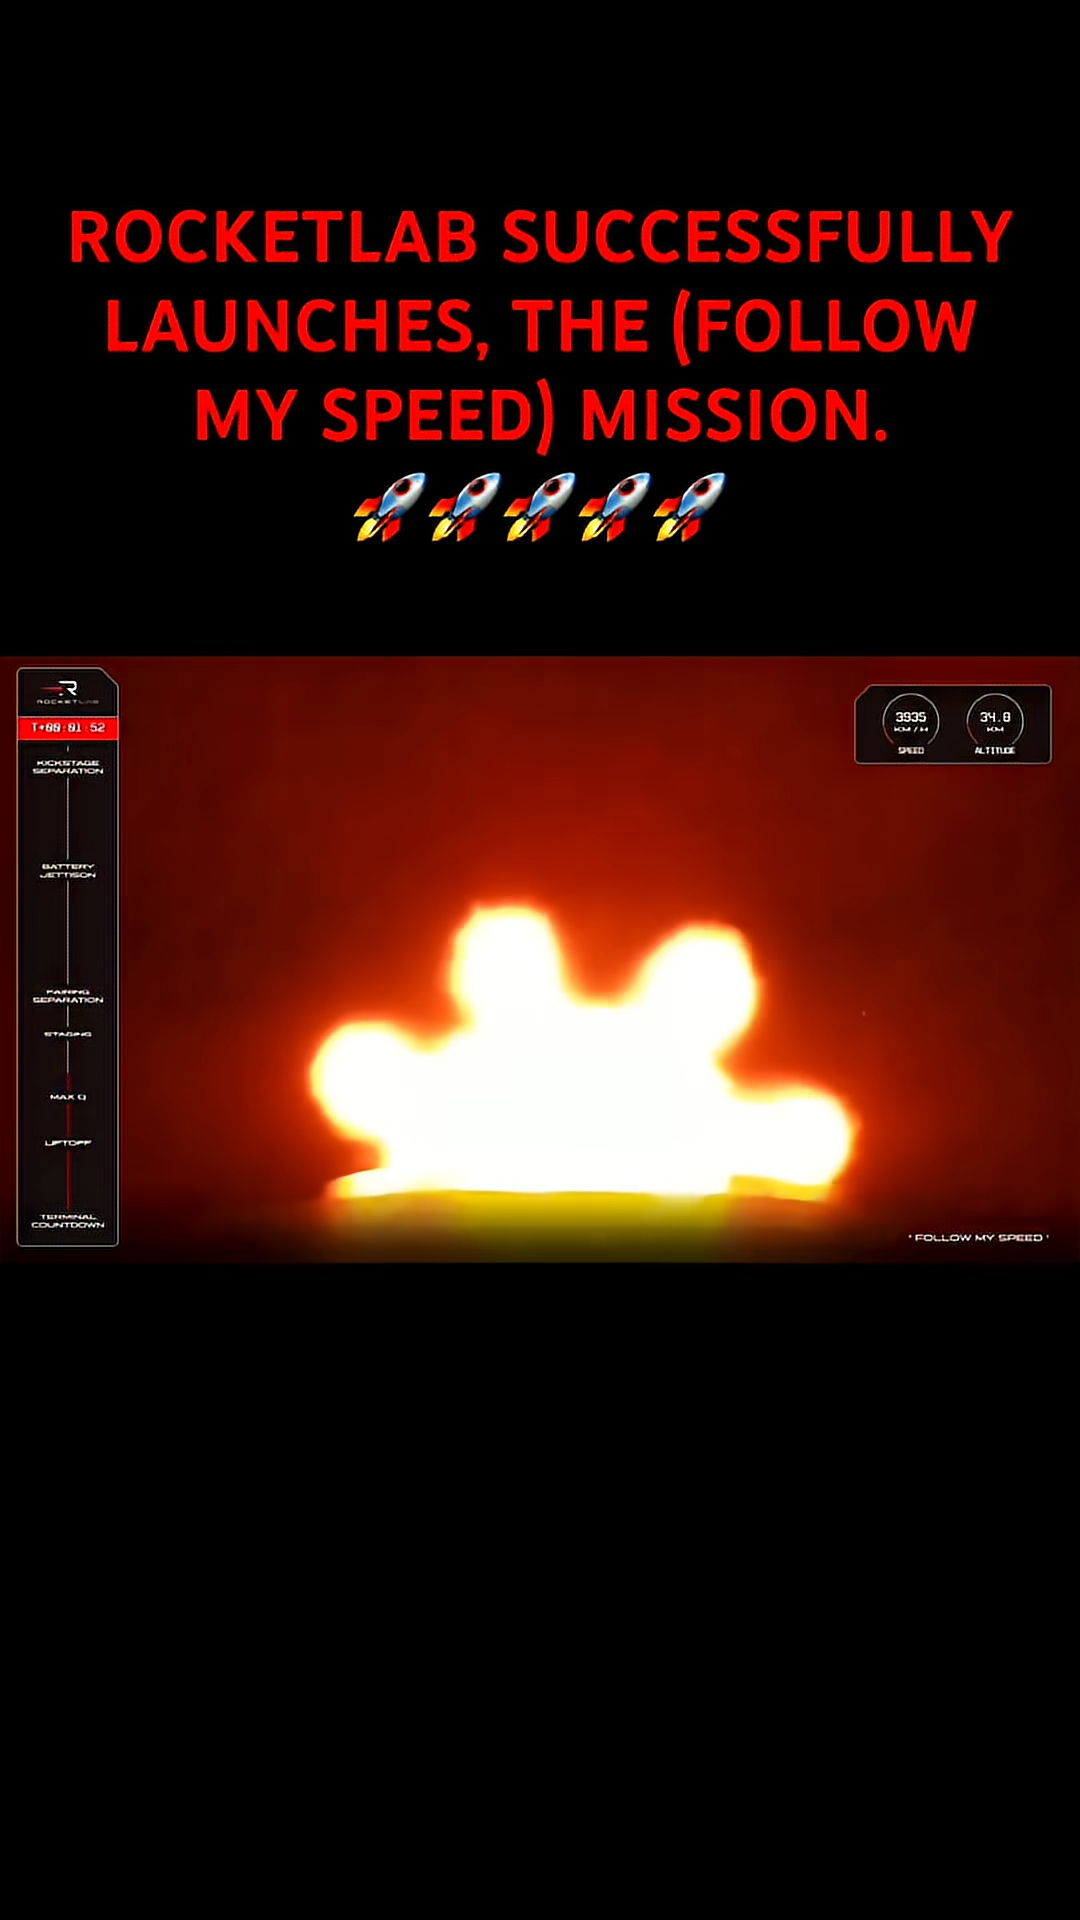 ROCKETLAB SUCCESSFULLY
LAUNCHES, THE (FOLLOW
MY SPEED) MISSION.
🚀🚀🚀🚀🚀
R
ROCKETLAB
T+00:01:52
KICKSTAGE
SEPARATION
BATTERY
JETTISON
FAIRING
SEPARATION
STAGING
MAX Q
LIFTOFF
TERMINAL
COUNTDOWN
3935
KM/H
SPEED
34.8
KM
ALTITUDE
'FOLLOW MY SPEED'